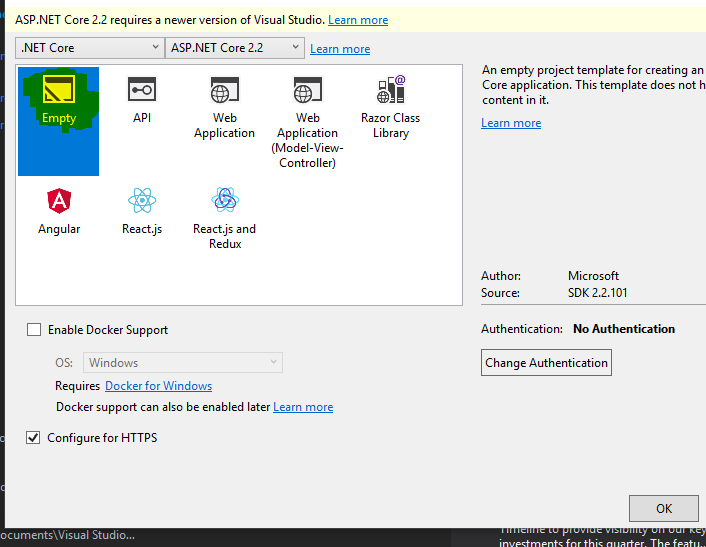 ASP.NET Core 2.2 requires a newer version of Visual Studio. Learn more
.NET Core ASP.NET Core 2.2 Learn more
Empty
API
Web
Application
Web
Application
(Model-View-
Controller)
Razor Class
Library
Angular
React.js
React.js and
Redux
An empty project template for creating an
Core application. This template does not h
content in it.
Learn more
Author: Microsoft
Source: SDK 2.2.101
Authentication: No Authentication
Change Authentication
Enable Docker Support
OS: Windows
Requires Docker for Windows
Docker support can also be enabled later Learn more
Configure for HTTPS
OK
ocuments\Visual Studio...
Timeline to provide visibility on our key
investments for this quarter. The featu..